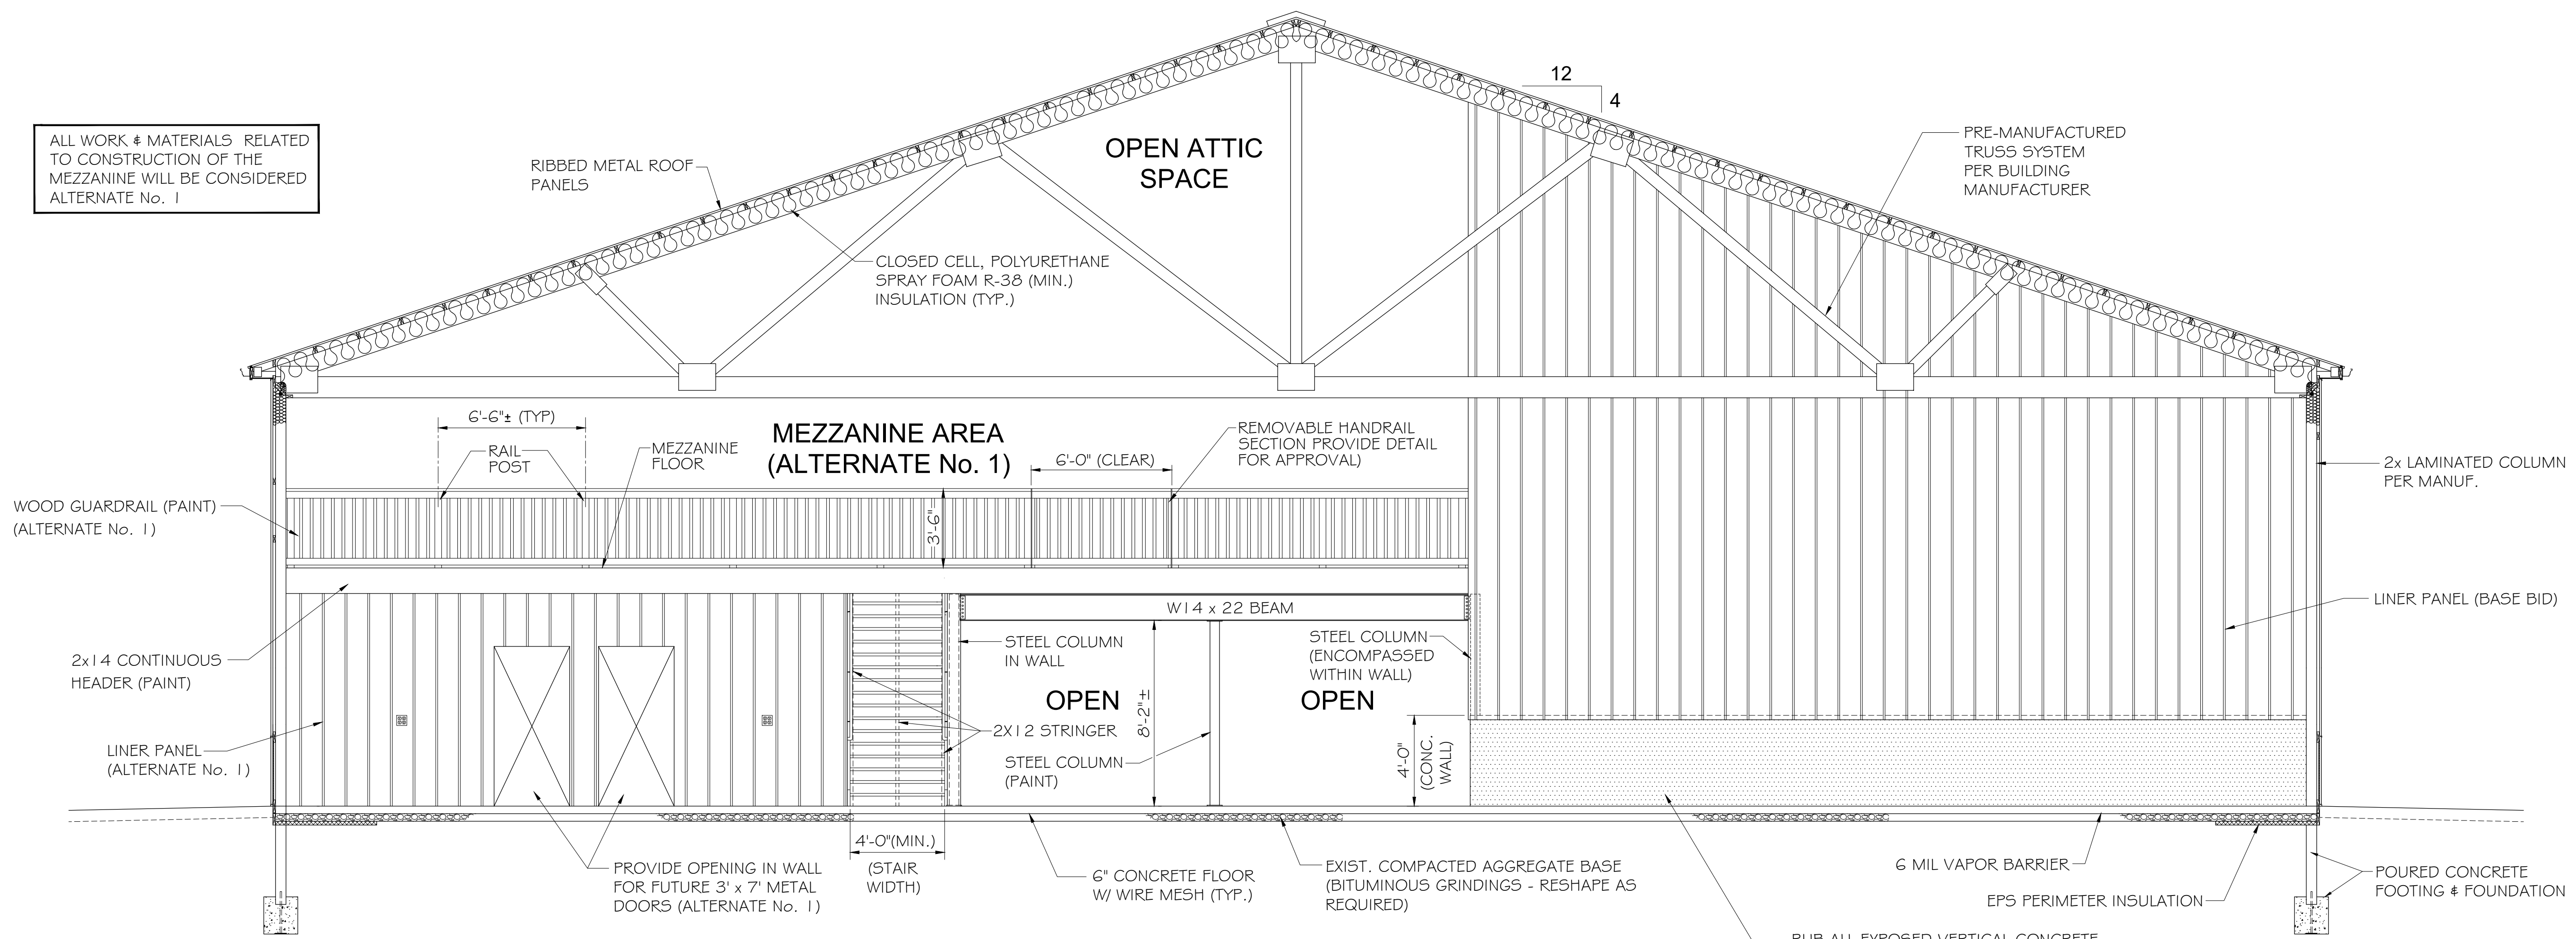 ALL WORK & MATERIALS RELATED
TO CONSTRUCTION OF THE
MEZZANINE WILL BE CONSIDERED
ALTERNATE No. 1
RIBBED METAL ROOF
PANELS
OPEN ATTIC
SPACE
12
4
PRE-MANUFACTURED
TRUSS SYSTEM
PER BUILDING
MANUFACTURER
CLOSED CELL, POLYURETHANE
SPRAY FOAM R-38 (MIN.)
INSULATION (TYP.)
6'-6"± (TYP)
RAIL
POST
MEZZANINE
FLOOR
MEZZANINE AREA
(ALTERNATE No. 1)
6'-0" (CLEAR)
REMOVABLE HANDRAIL
SECTION PROVIDE DETAIL
FOR APPROVAL)
2x LAMINATED COLUMN
PER MANUF.
WOOD GUARDRAIL (PAINT)
(ALTERNATE No. 1)
3'-6"
W14 x 22 BEAM
LINER PANEL (BASE BID)
2x14 CONTINUOUS
HEADER (PAINT)
STEEL COLUMN
IN WALL
STEEL COLUMN
(ENCOMPASSED
WITHIN WALL)
OPEN
OPEN
8'-2"±
2X12 STRINGER
LINER PANEL
(ALTERNATE No. 1)
STEEL COLUMN
(PAINT)
4'-0"
(CONC.
WALL)
4'-0"(MIN.)
(STAIR
WIDTH)
PROVIDE OPENING IN WALL
FOR FUTURE 3' x 7' METAL
DOORS (ALTERNATE No. 1)
6" CONCRETE FLOOR
W/ WIRE MESH (TYP.)
EXIST. COMPACTED AGGREGATE BASE
(BITUMINOUS GRINDINGS - RESHAPE AS
REQUIRED)
6 MIL VAPOR BARRIER
EPS PERIMETER INSULATION
POURED CONCRETE
FOOTING & FOUNDATION
RUB ALL EXPOSED VERTICAL CONCRETE